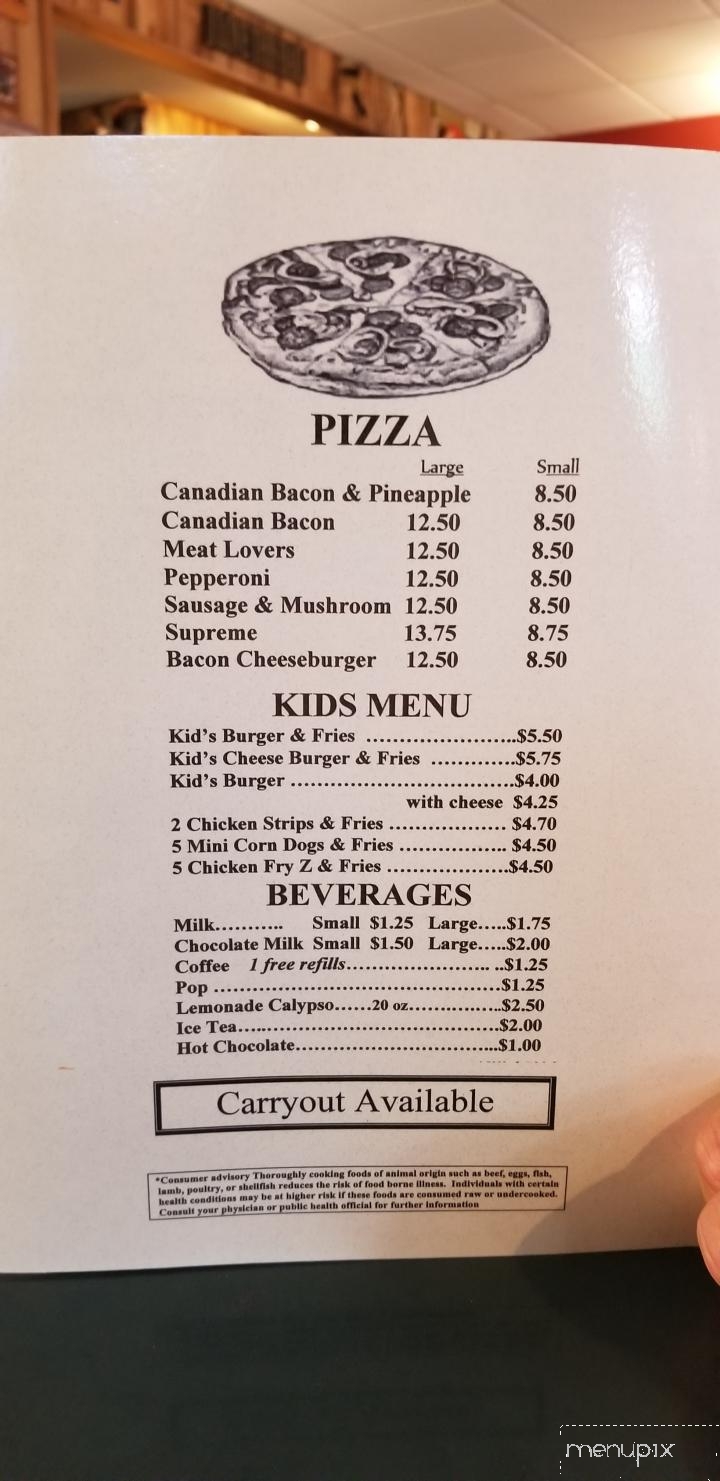 PIZZA
Large Small
Canadian Bacon & Pineapple 8.50
Canadian Bacon 12.50 8.50
Meat Lovers 12.50 8.50
Pepperoni 12.50 8.50
Sausage & Mushroom 12.50 8.50
Supreme 13.75 8.75
Bacon Cheeseburger 12.50 8.50
KIDS MENU
Kid's Burger & Fries ........................$5.50
Kid's Cheese Burger & Fries .............$5.75
Kid's Burger ...................................$4.00
with cheese $4.25
2 Chicken Strips & Fries .................. $4.70
5 Mini Corn Dogs & Fries ................. $4.50
5 Chicken Fry Z & Fries ...................$4.50
BEVERAGES
Milk........... Small $1.25 Large.....$1.75
Chocolate Milk Small $1.50 Large.....$2.00
Coffee 1 free refills....................... ..$1.25
Pop .............................................$1.25
Lemonade Calypso......20 oz...............$2.50
Ice Tea.........................................$2.00
Hot Chocolate..................................$1.00
Carryout Available
*Consumer advisory Thoroughly cooking foods of animal origin such as beef, eggs, fish,
lamb, poultry, or shellfish reduces the risk of food borne illness. Individuals with certain
health conditions may be at higher risk if these foods are consumed raw or undercooked.
Consult your physician or public health official for further information
menupix